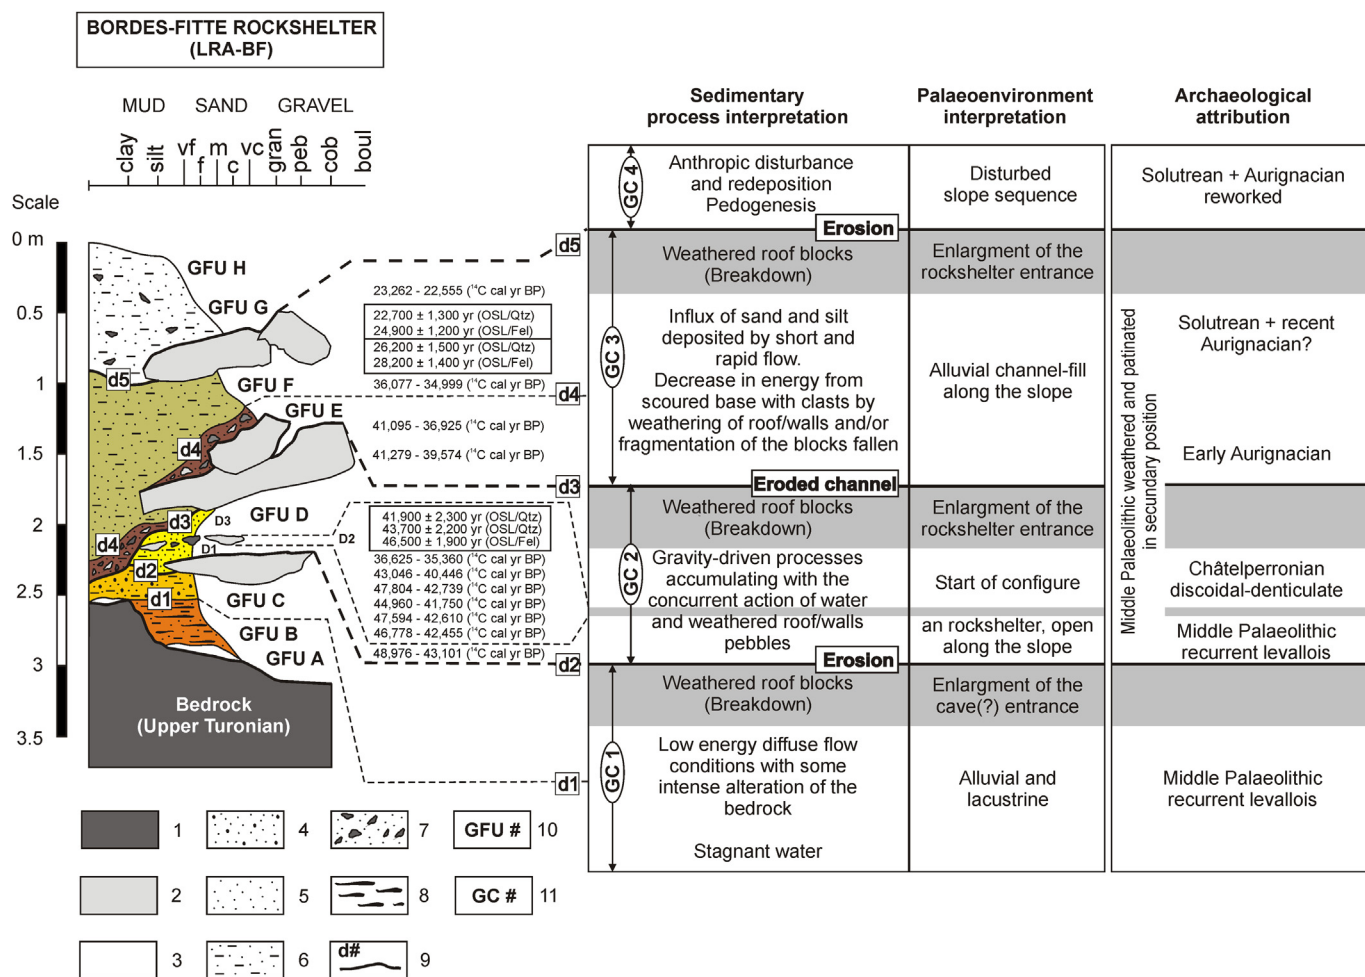 BORDES-FITTE ROCKSHELTER
(LRA-BF)
MUD SAND GRAVEL
clay silt vf f m c vc gran peb cob boul
Scale
0 m
0.5
1
1.5
2
2.5
3
3.5
GFU H
GFU G
d5
GFU F
GFU E
d4
d3
D3
GFU D
D1
D2
d4
d2
d1
GFU C
GFU B
GFU A
Bedrock
(Upper Turonian)
23,262 - 22,555 (¹⁴C cal yr BP)
22,700 ± 1,300 yr (OSL/Qtz)
24,900 ± 1,200 yr (OSL/Fel)
26,200 ± 1,500 yr (OSL/Qtz)
28,200 ± 1,400 yr (OSL/Fel)
36,077 - 34,999 (¹⁴C cal yr BP)
41,095 - 36,925 (¹⁴C cal yr BP)
41,279 - 39,574 (¹⁴C cal yr BP)
41,900 ± 2,300 yr (OSL/Qtz)
43,700 ± 2,200 yr (OSL/Qtz)
46,500 ± 1,900 yr (OSL/Fel)
36,625 - 35,360 (¹⁴C cal yr BP)
43,046 - 40,446 (¹⁴C cal yr BP)
47,804 - 42,739 (¹⁴C cal yr BP)
44,960 - 41,750 (¹⁴C cal yr BP)
47,594 - 42,610 (¹⁴C cal yr BP)
46,778 - 42,455 (¹⁴C cal yr BP)
48,976 - 43,101 (¹⁴C cal yr BP)
d5
d4
d3
d2
d1
Sedimentary
process interpretation
GC 4
Anthropic disturbance
and redeposition
Pedogenesis
Erosion
GC 3
Weathered roof blocks
(Breakdown)
Influx of sand and silt
deposited by short and
rapid flow.
Decrease in energy from
scoured base with clasts by
weathering of roof/walls and/or
fragmentation of the blocks fallen
Eroded channel
GC 2
Weathered roof blocks
(Breakdown)
Gravity-driven processes
accumulating with the
concurrent action of water
and weathered roof/walls
pebbles
Erosion
GC 1
Weathered roof blocks
(Breakdown)
Low energy diffuse flow
conditions with some
intense alteration of the
bedrock
Stagnant water
Palaeoenvironment
interpretation
Disturbed
slope sequence
Enlargment of the
rockshelter entrance
Alluvial channel-fill
along the slope
Enlargment of the
rockshelter entrance
Start of configure
an rockshelter, open
along the slope
Enlargment of the
cave(?) entrance
Alluvial and
lacustrine
Archaeological
attribution
Solutrean + Aurignacian
reworked
Middle Palaeolithic weathered and patinated
in secundary position
Solutrean + recent
Aurignacian?
Early Aurignacian
Châtelperronian
discoidal-denticulate
Middle Palaeolithic
recurrent levallois
Middle Palaeolithic
recurrent levallois
1
4
7
GFU # 10
2
5
8
GC # 11
3
6
d# 9